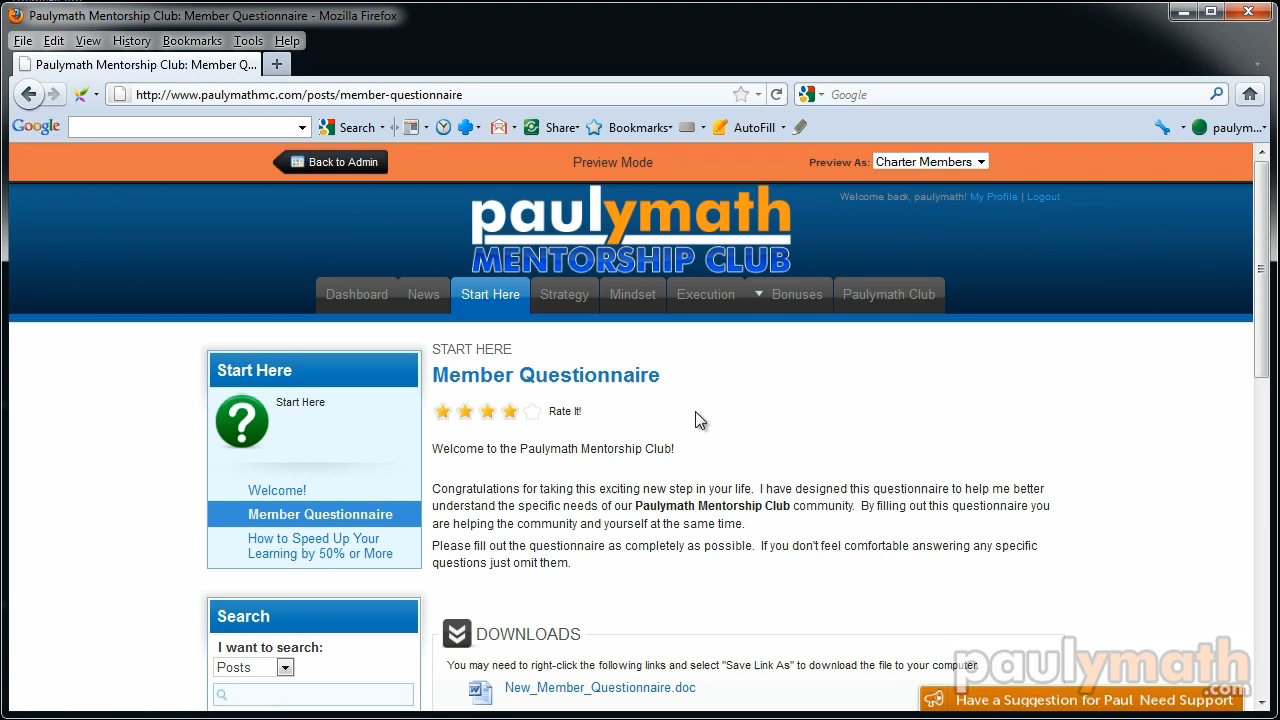 Paulymath Mentorship Club: Member Questionnaire - Mozilla Firefox
File Edit View History Bookmarks Tools Help
Paulymath Mentorship Club: Member Q...
http://www.paulymathmc.com/posts/member-questionnaire
Google
Google Search Share Bookmarks AutoFill paulym...
Back to Admin Preview Mode Preview As: Charter Members
Welcome back, paulymath! My Profile | Logout
paulymath
MENTORSHIP CLUB
Dashboard News Start Here Strategy Mindset Execution Bonuses Paulymath Club
Start Here
Start Here
Welcome!
Member Questionnaire
How to Speed Up Your
Learning by 50% or More
Search
I want to search:
Posts
START HERE
Member Questionnaire
Rate It!
Welcome to the Paulymath Mentorship Club!
Congratulations for taking this exciting new step in your life. I have designed this questionnaire to help me better
understand the specific needs of our Paulymath Mentorship Club community. By filling out this questionnaire you
are helping the community and yourself at the same time.
Please fill out the questionnaire as completely as possible. If you don't feel comfortable answering any specific
questions just omit them.
DOWNLOADS
You may need to right-click the following links and select "Save Link As" to download the file to your computer.
New_Member_Questionnaire.doc
paulymath
.com
Have a Suggestion for Paul Need Support